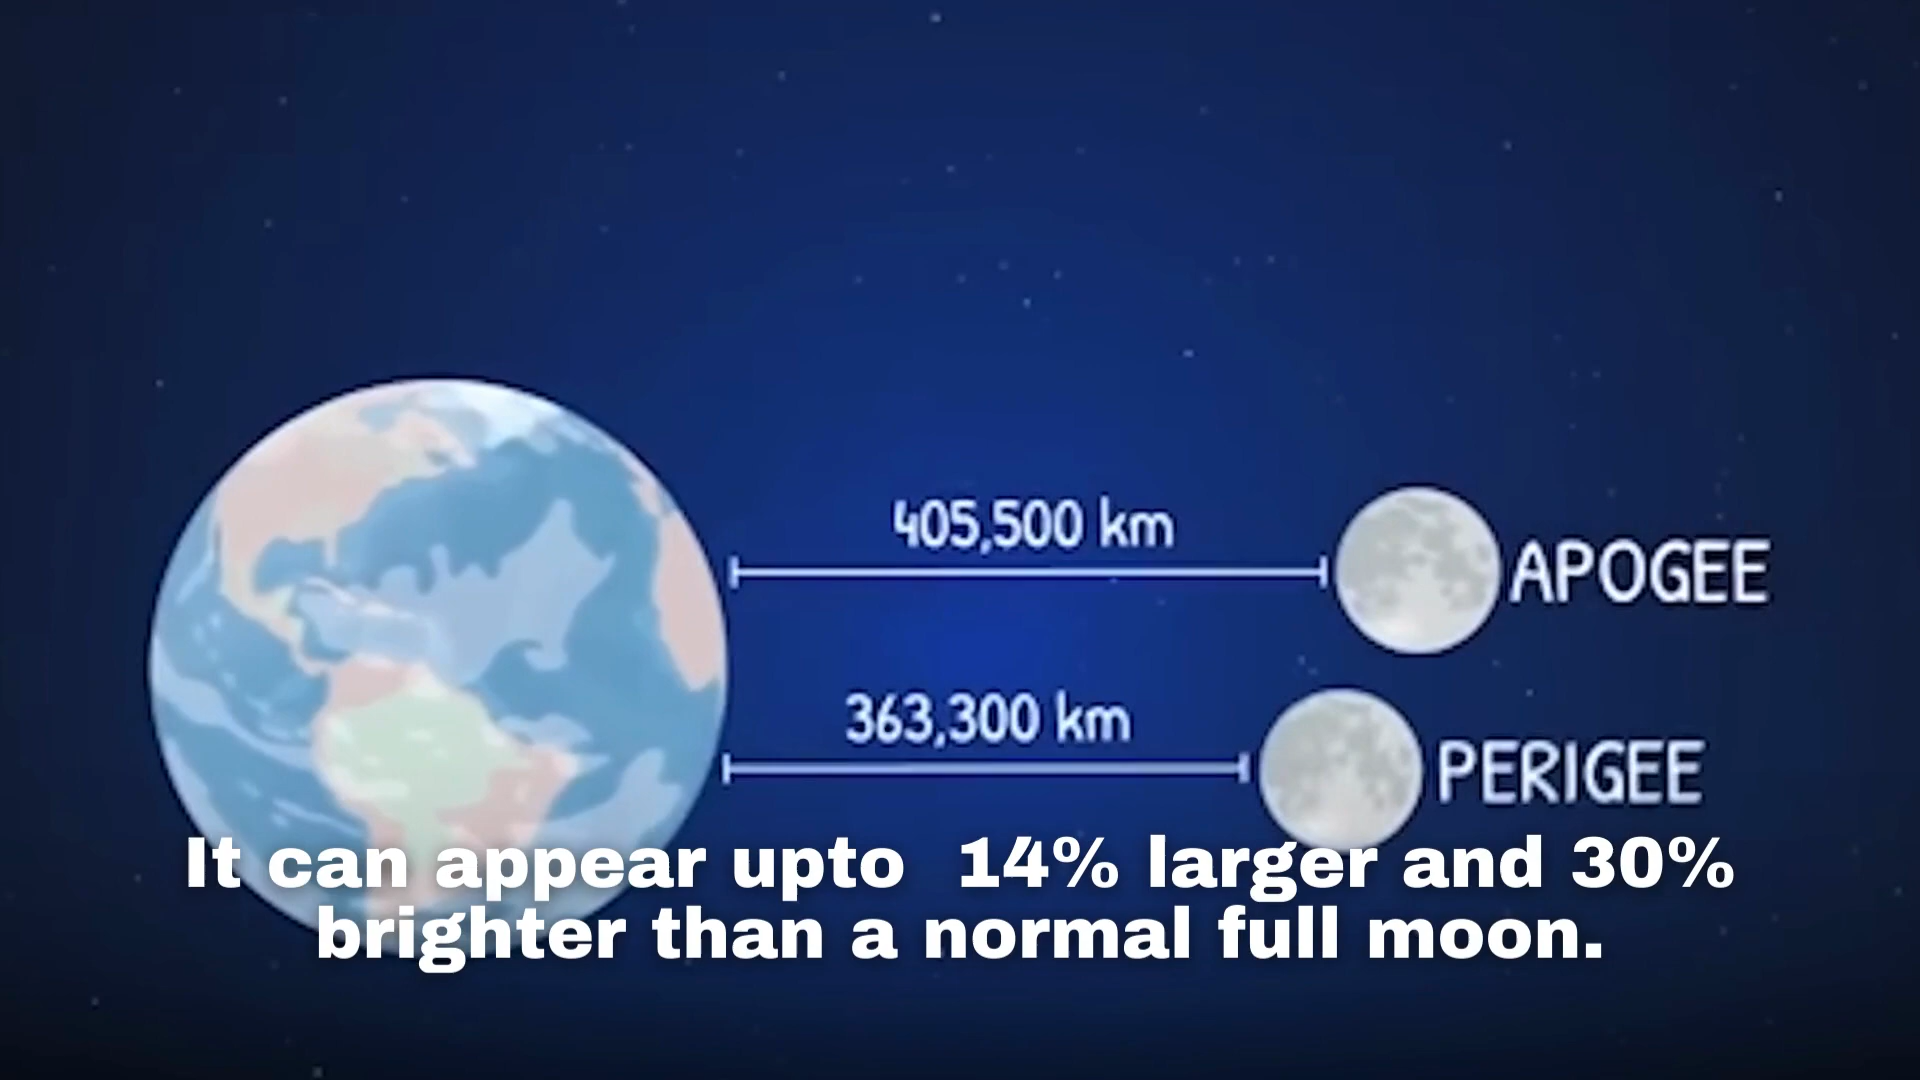 405,500 km
APOGEE
363,300 km
PERIGEE
It can appear upto  14% larger and 30%
brighter than a normal full moon.